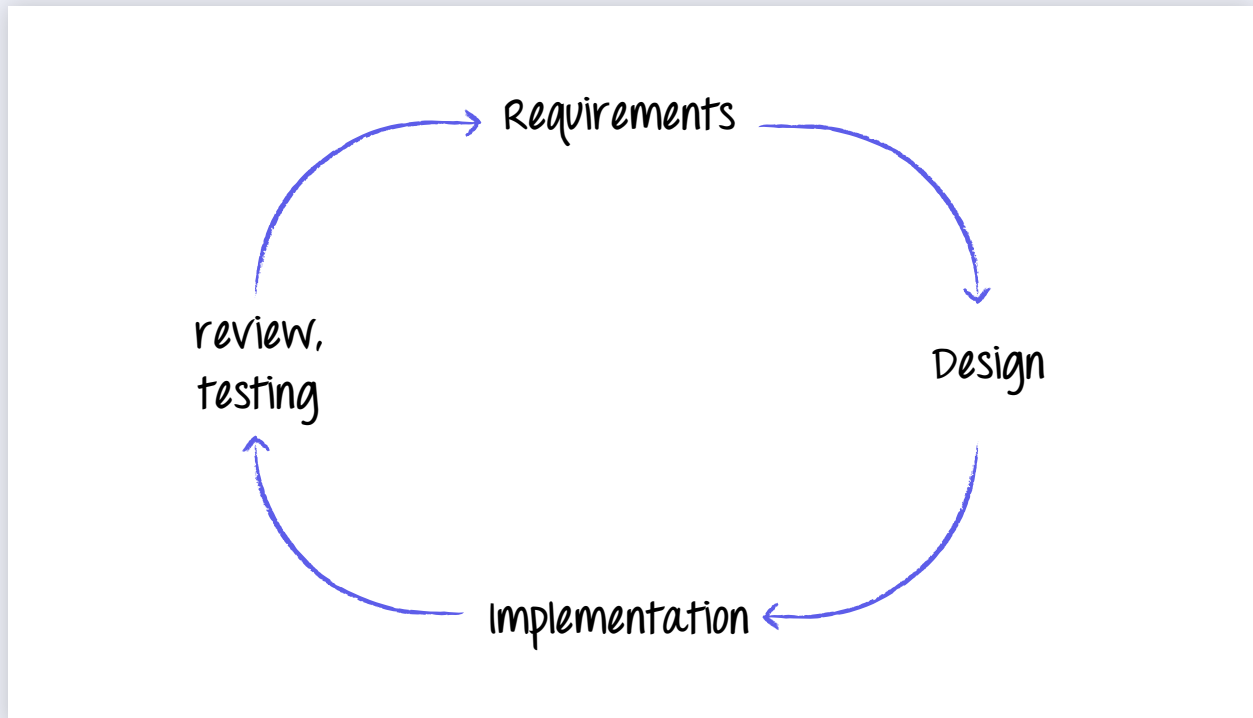 Requirements
Design
Implementation
review,
testing